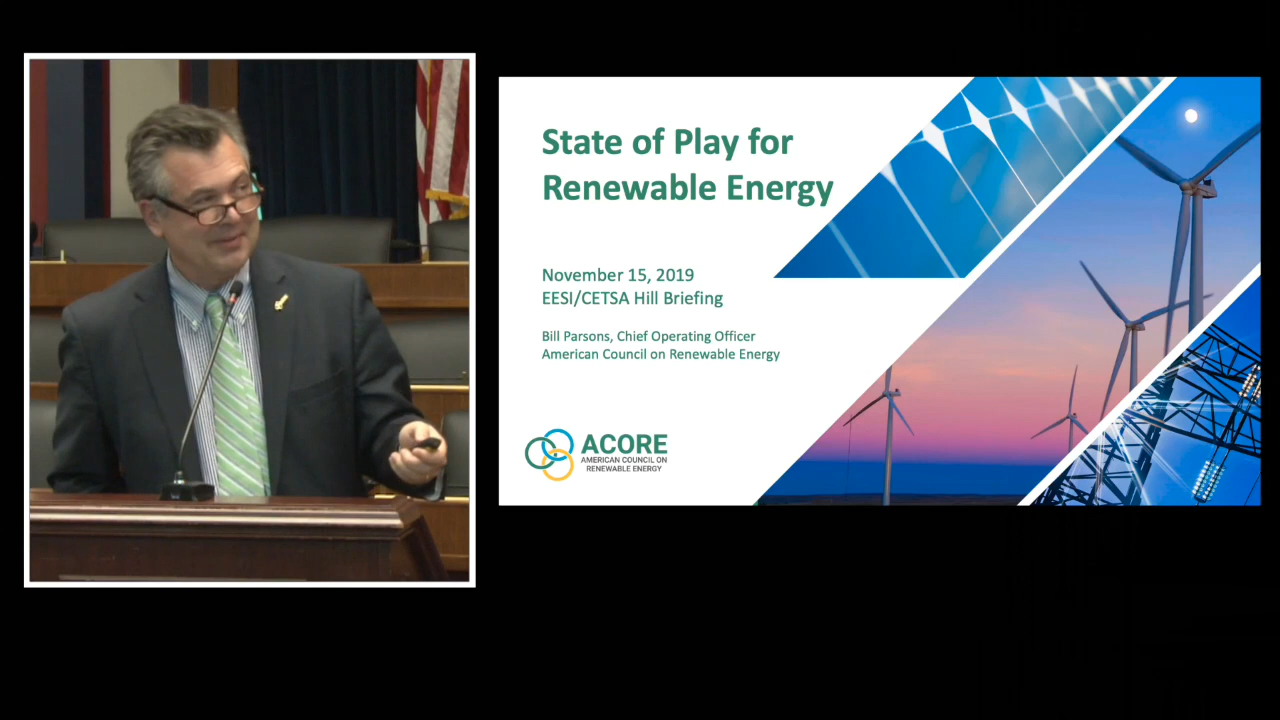 State of Play for
Renewable Energy
November 15, 2019
EESI/CETSA Hill Briefing
Bill Parsons, Chief Operating Officer
American Council on Renewable Energy
ACORE
AMERICAN COUNCIL ON
RENEWABLE ENERGY